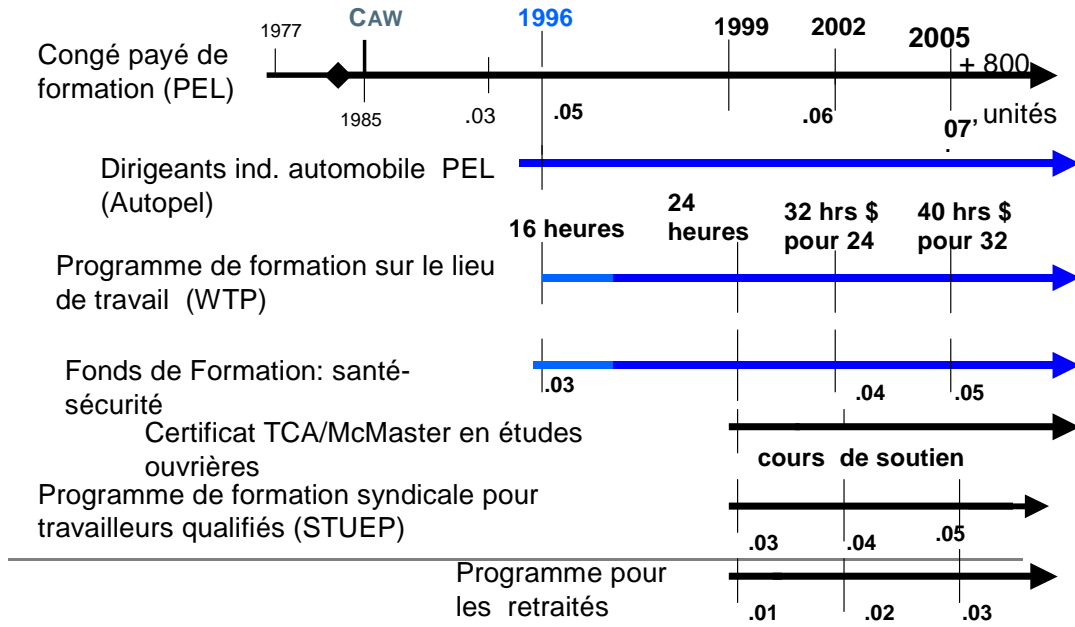 1977
CAW
1996
1999
2002
2005
Congé payé de
formation (PEL)
+ 800
unités
1985
.03
.05
.06
.07,
Dirigeants ind. automobile PEL
(Autopel)
16 heures
24
heures
32 hrs $
pour 24
40 hrs $
pour 32
Programme de formation sur le lieu
de travail (WTP)
Fonds de Formation: santé-
sécurité
.03
.04
.05
Certificat TCA/McMaster en études
ouvrières
cours de soutien
Programme de formation syndicale pour
travailleurs qualifiés (STUEP)
.03
.04
.05
Programme pour
les retraités
.01
.02
.03